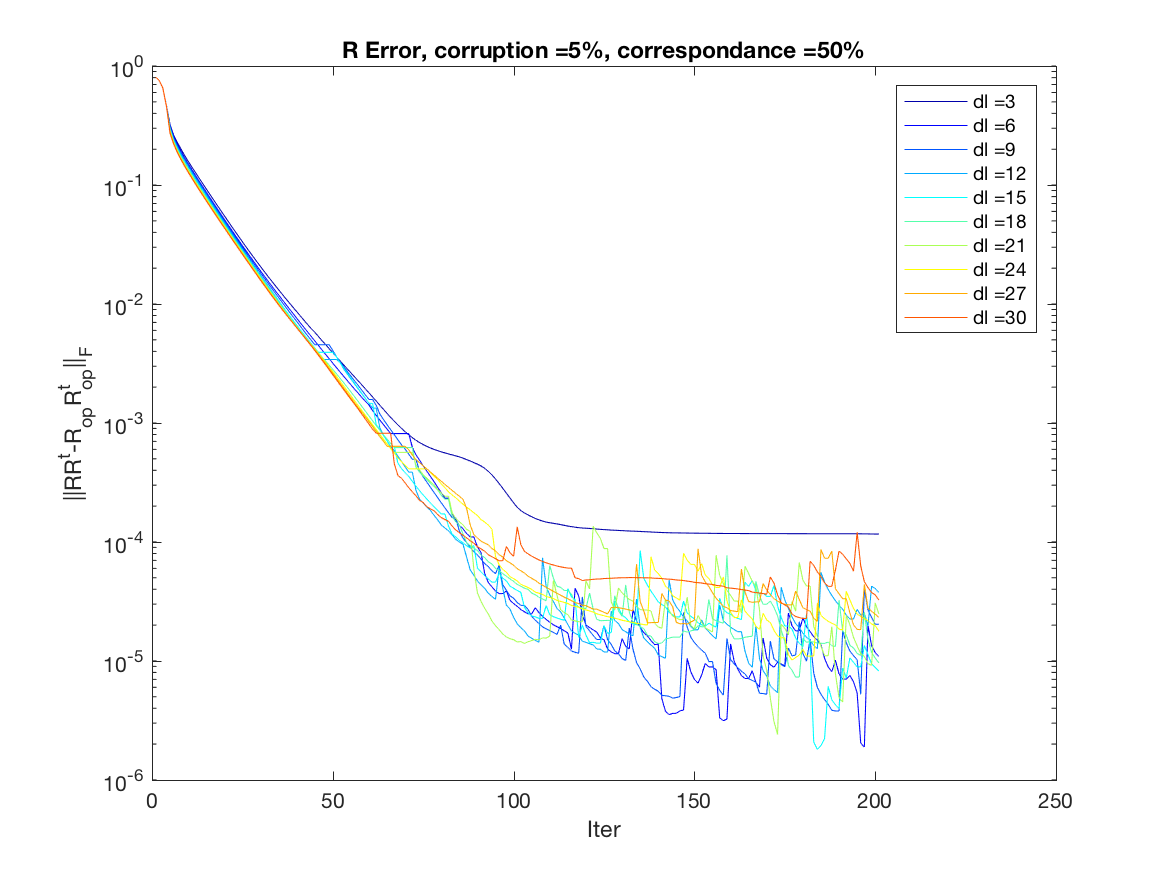 R Error, corruption =5%, correspondance =50%
10^0
10^-1
10^-2
10^-3
10^-4
10^-5
10^-6
||RR^t-R_op R^t_op||_F
0 50 100 150 200 250
Iter
dl =3
dl =6
dl =9
dl =12
dl =15
dl =18
dl =21
dl =24
dl =27
dl =30